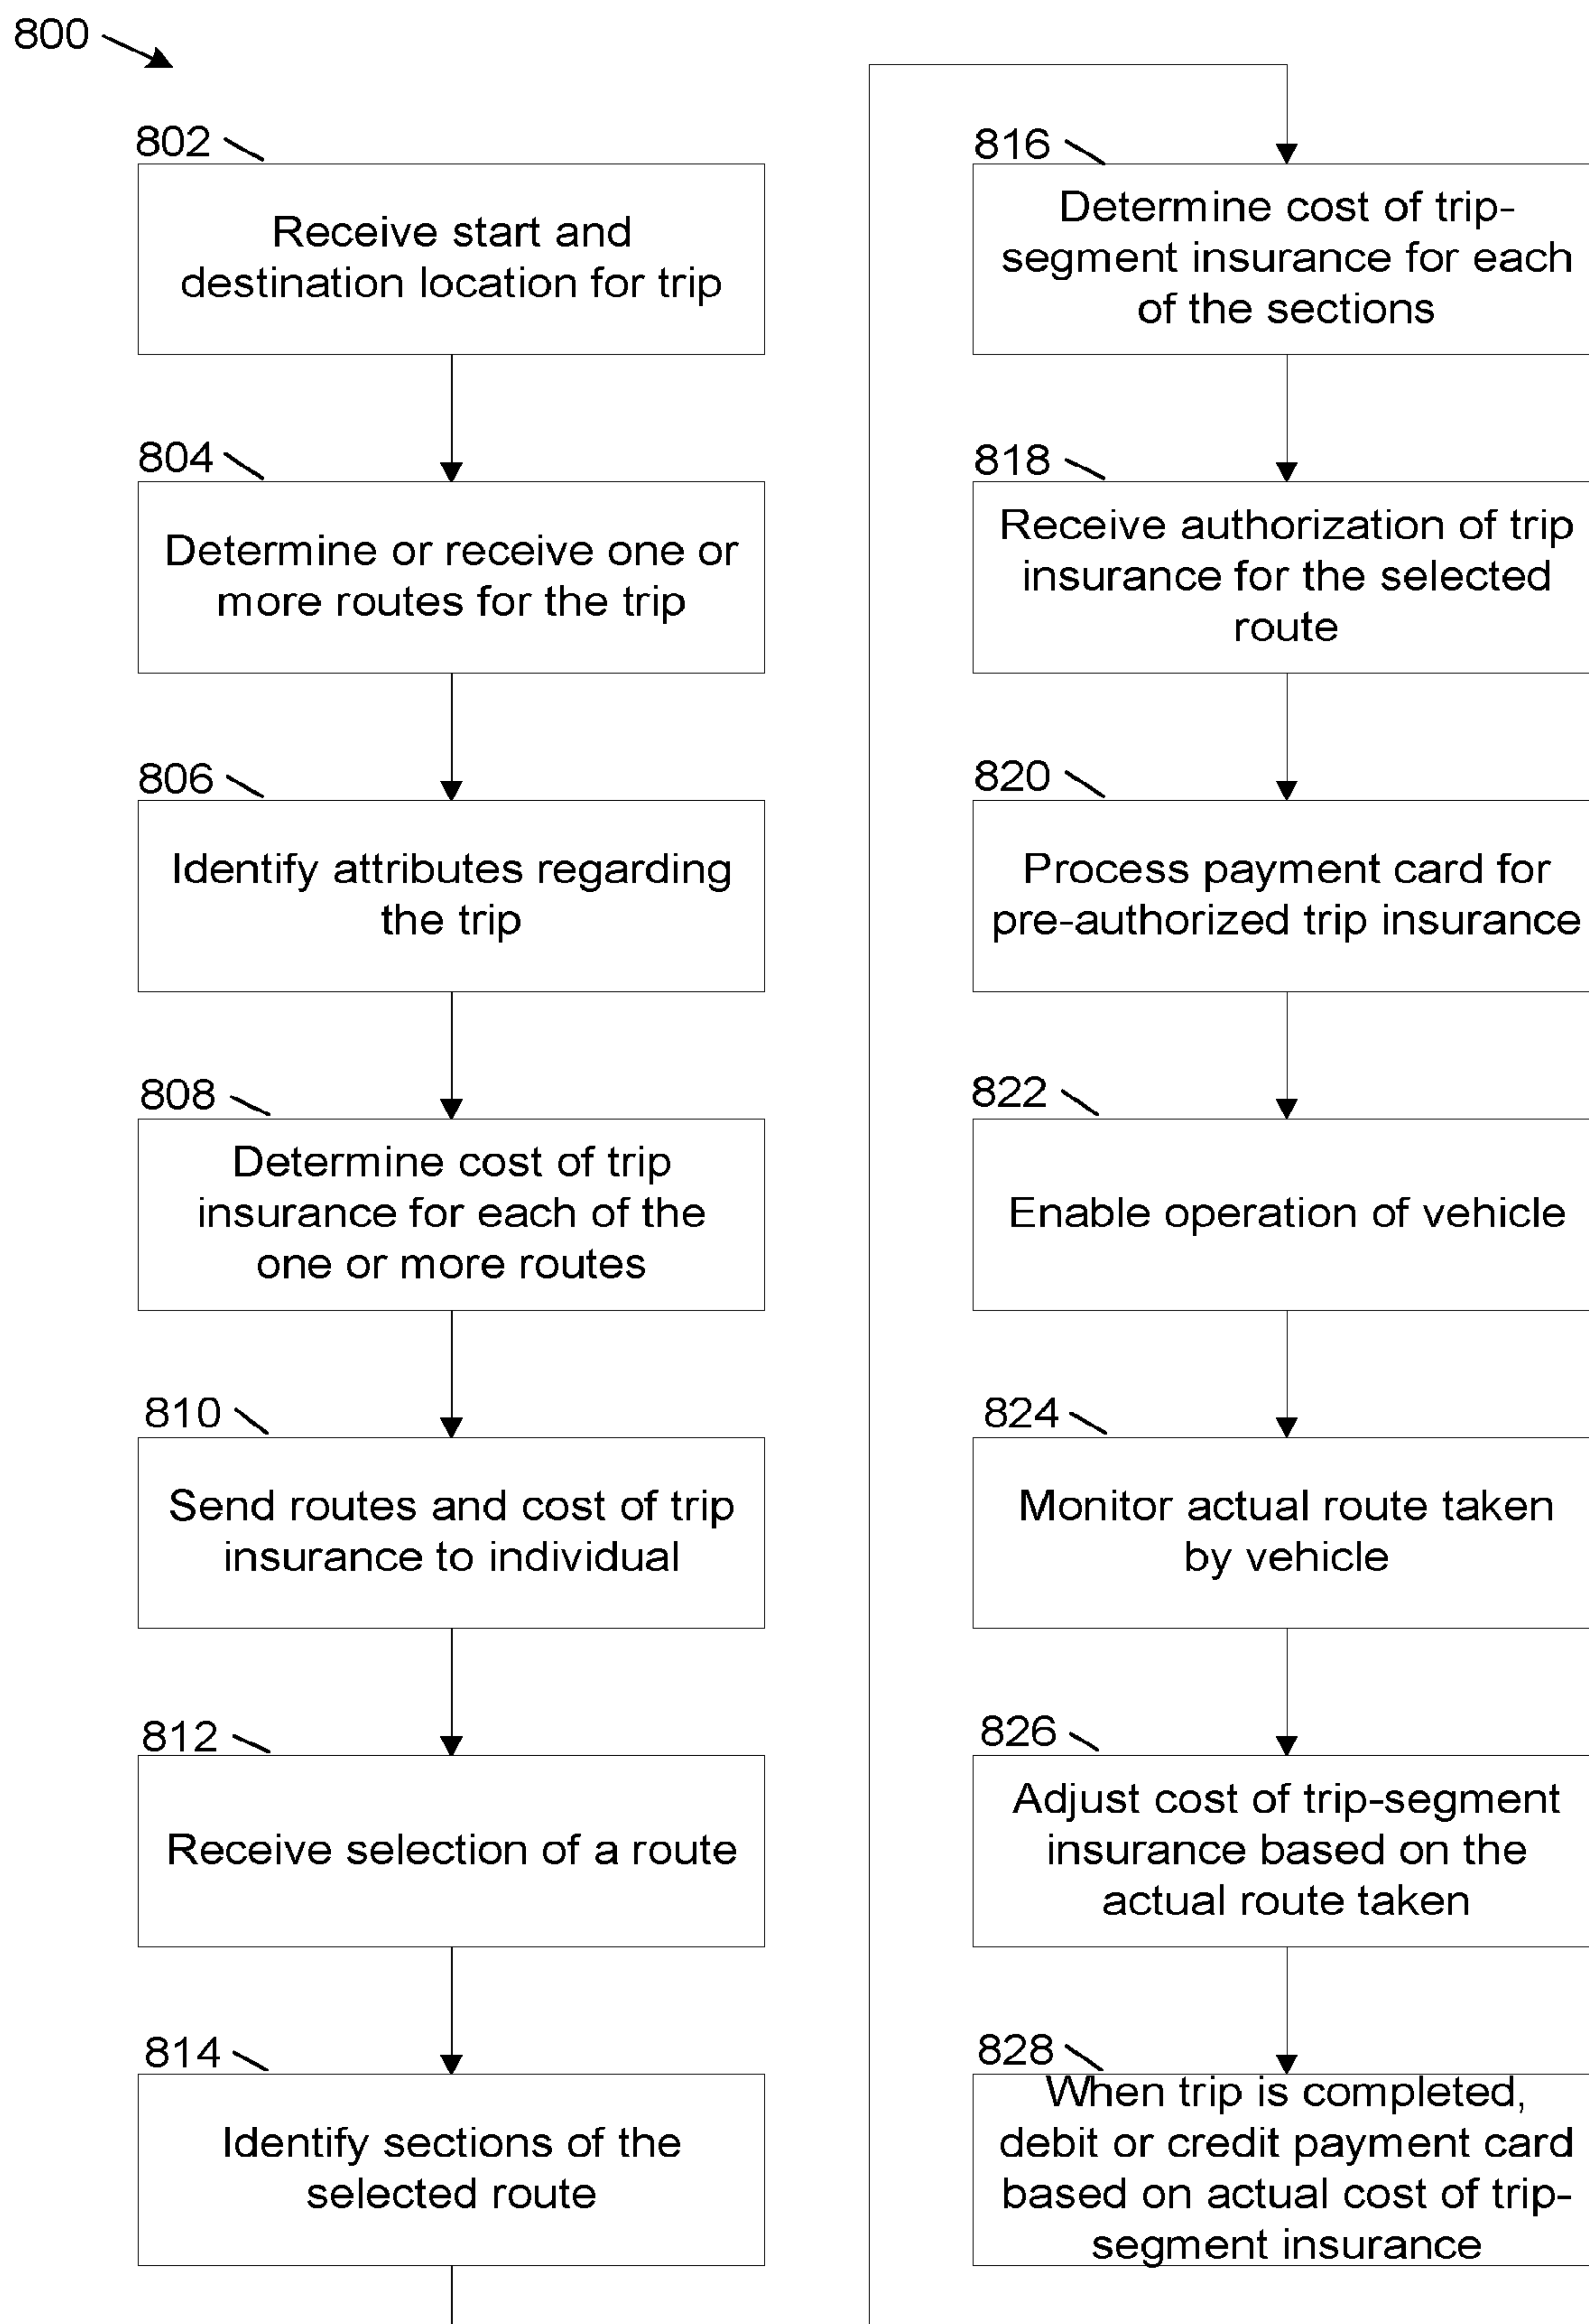 800
802
Receive start and
destination location for trip
804
Determine or receive one or
more routes for the trip
806
Identify attributes regarding
the trip
808
Determine cost of trip
insurance for each of the
one or more routes
810
Send routes and cost of trip
insurance to individual
812
Receive selection of a route
814
Identify sections of the
selected route
816
Determine cost of trip-
segment insurance for each
of the sections
818
Receive authorization of trip
insurance for the selected
route
820
Process payment card for
pre-authorized trip insurance
822
Enable operation of vehicle
824
Monitor actual route taken
by vehicle
826
Adjust cost of trip-segment
insurance based on the
actual route taken
828
When trip is completed,
debit or credit payment card
based on actual cost of trip-
segment insurance